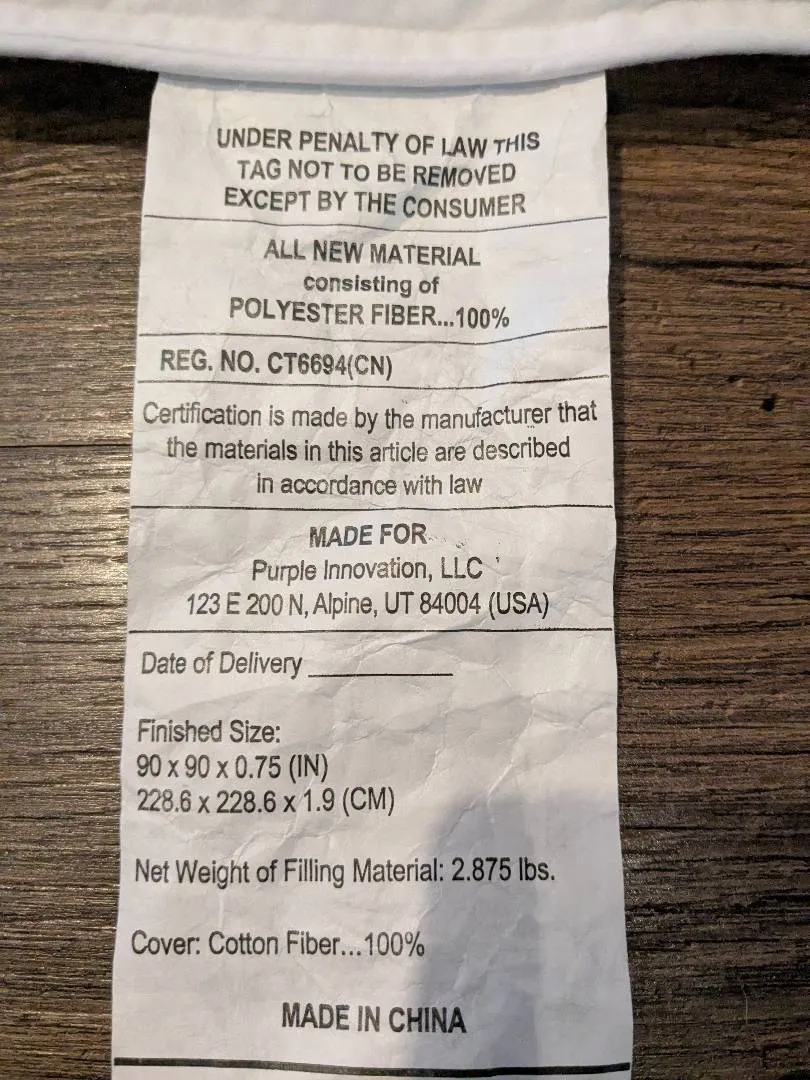 UNDER PENALTY OF LAW THIS
TAG NOT TO BE REMOVED
EXCEPT BY THE CONSUMER
ALL NEW MATERIAL
consisting of
POLYESTER FIBER...100%
REG. NO. CT6694(CN)
Certification is made by the manufacturer that
the materials in this article are described
in accordance with law
MADE FOR
Purple Innovation, LLC
123 E 200 N, Alpine, UT 84004 (USA)
Date of Delivery ___________
Finished Size:
90 x 90 x 0.75 (IN)
228.6 x 228.6 x 1.9 (CM)
Net Weight of Filling Material: 2.875 lbs.
Cover: Cotton Fiber...100%
MADE IN CHINA